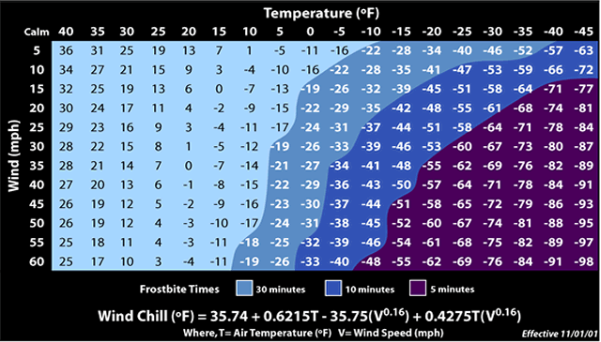 Temperature (ºF)
Calm 40 35 30 25 20 15 10 5 0 -5 -10 -15 -20 -25 -30 -35 -40 -45
Wind (mph)
5 36 31 25 19 13 7 1 -5 -11 -16 -22 -28 -34 -40 -46 -52 -57 -63
10 34 27 21 15 9 3 -4 -10 -16 -22 -28 -35 -41 -47 -53 -59 -66 -72
15 32 25 19 13 6 0 -7 -13 -19 -26 -32 -39 -45 -51 -58 -64 -71 -77
20 30 24 17 11 4 -2 -9 -15 -22 -29 -35 -42 -48 -55 -61 -68 -74 -81
25 29 23 16 9 3 -4 -11 -17 -24 -31 -37 -44 -51 -58 -64 -71 -78 -84
30 28 22 15 8 1 -5 -12 -19 -26 -33 -39 -46 -53 -60 -67 -73 -80 -87
35 28 21 14 7 0 -7 -14 -21 -27 -34 -41 -48 -55 -62 -69 -76 -82 -89
40 27 20 13 6 -1 -8 -15 -22 -29 -36 -43 -50 -57 -64 -71 -78 -84 -91
45 26 19 12 5 -2 -9 -16 -23 -30 -37 -44 -51 -58 -65 -72 -79 -86 -93
50 26 19 12 4 -3 -10 -17 -24 -31 -38 -45 -52 -60 -67 -74 -81 -88 -95
55 25 18 11 4 -3 -11 -18 -25 -32 -39 -46 -54 -61 -68 -75 -82 -89 -97
60 25 17 10 3 -4 -11 -19 -26 -33 -40 -48 -55 -62 -69 -76 -84 -91 -98
Frostbite Times 30 minutes 10 minutes 5 minutes
Wind Chill (ºF) = 35.74 + 0.6215T - 35.75(V⁰·¹⁶) + 0.4275T(V⁰·¹⁶)
Where, T= Air Temperature (ºF) V= Wind Speed (mph) Effective 11/01/01